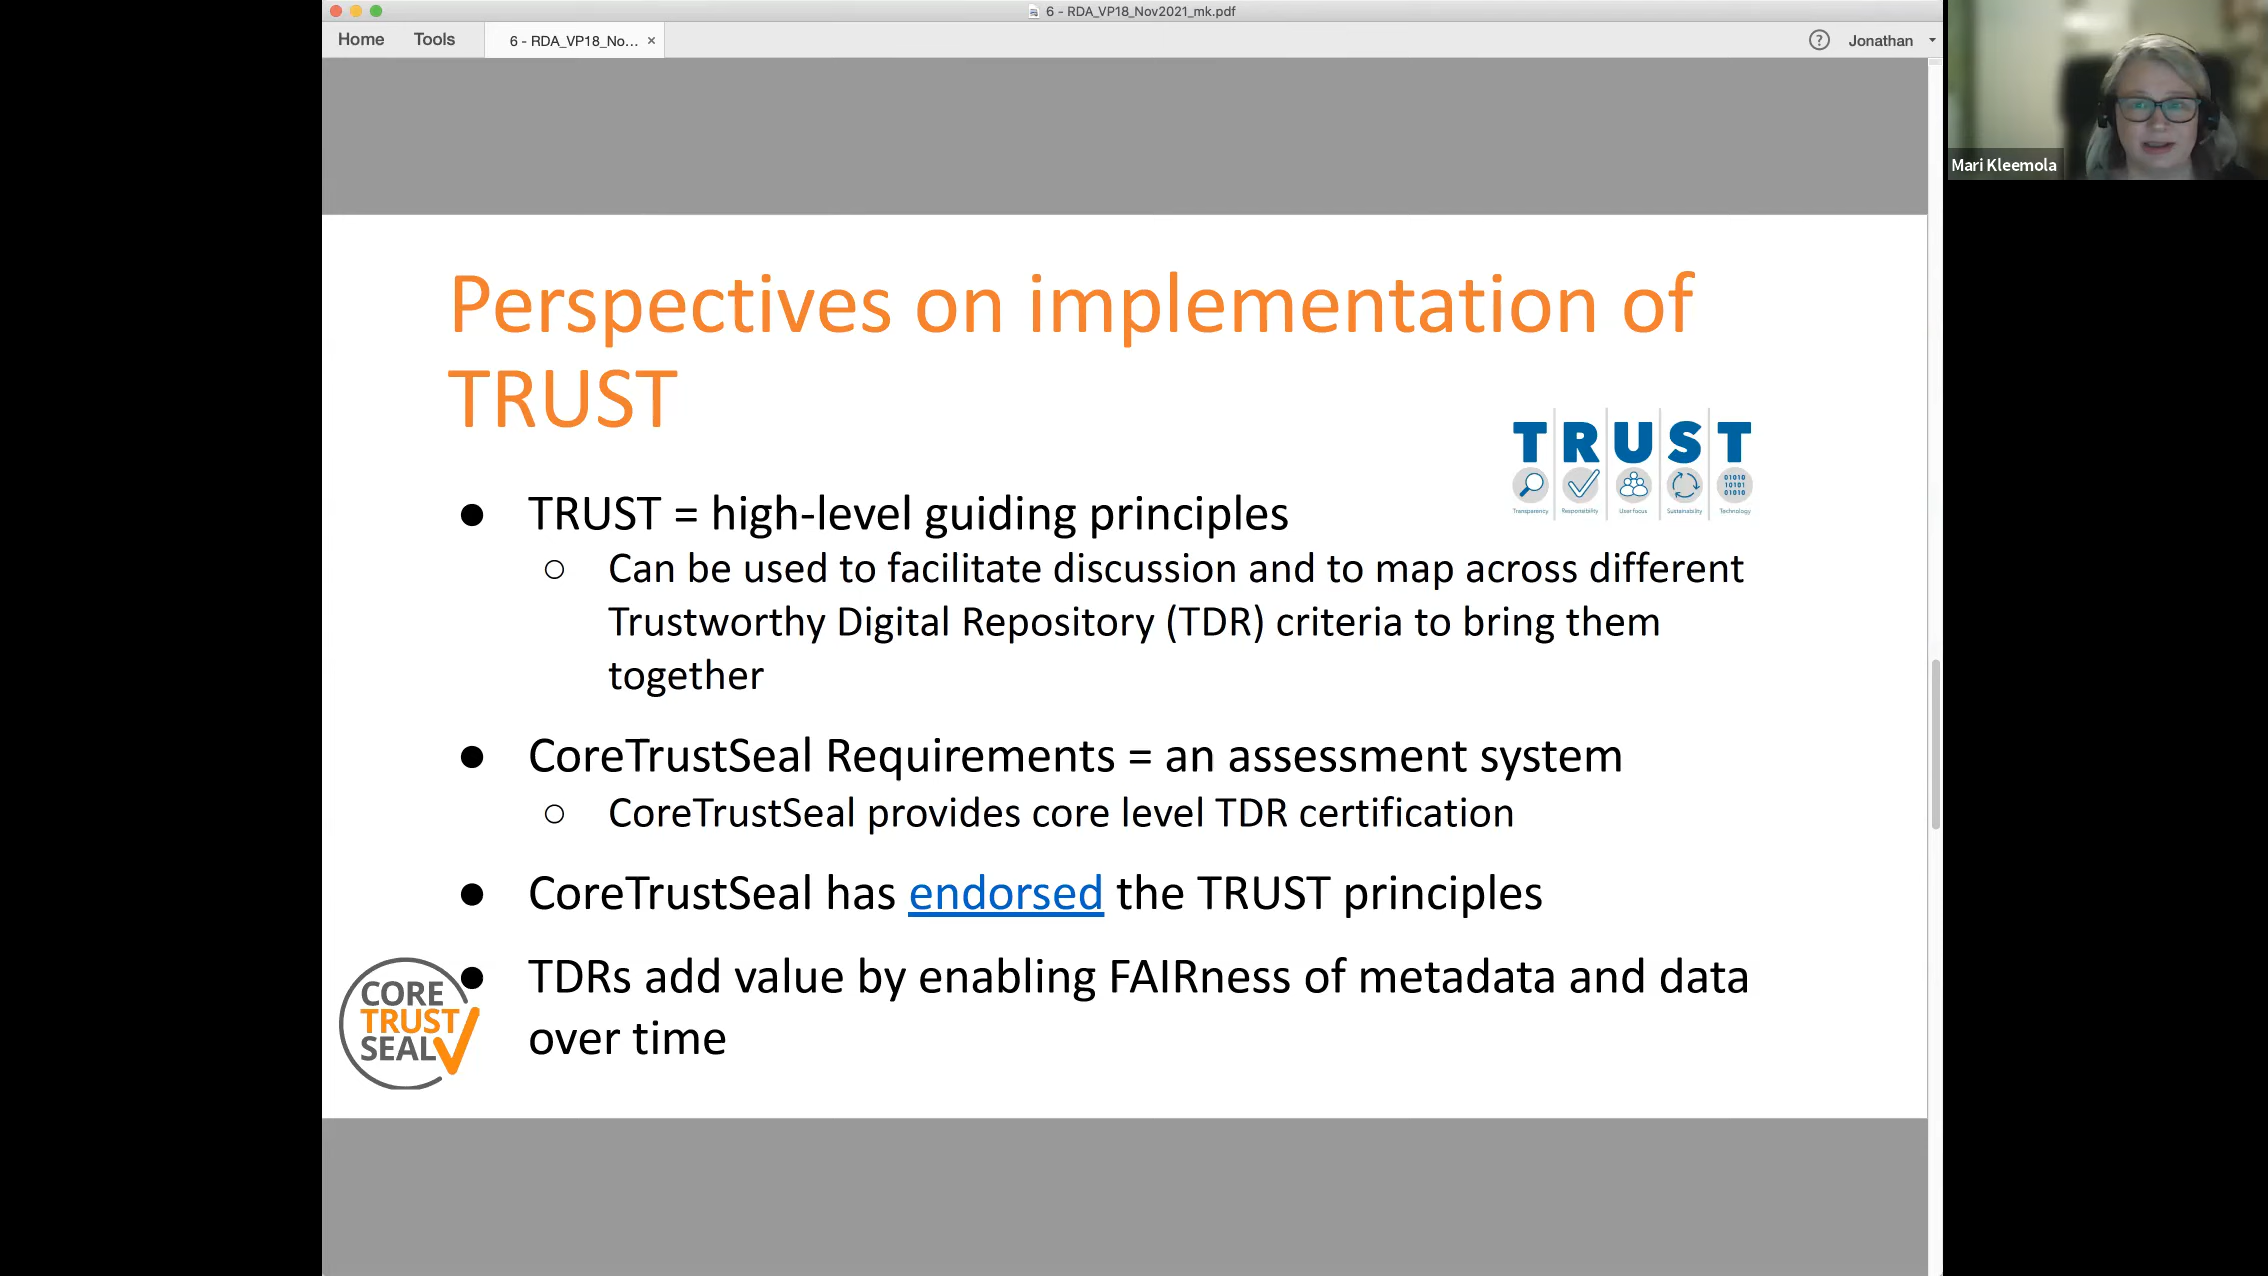 6 - RDA_VP18_Nov2021_mk.pdf
Home Tools 6 - RDA_VP18_No... × ? Jonathan
Mari Kleemola
Perspectives on implementation of
TRUST
TRUST
Transparency Responsibility User focus Sustainability Technology
01010
10101
01010
● TRUST = high-level guiding principles
○ Can be used to facilitate discussion and to map across different
Trustworthy Digital Repository (TDR) criteria to bring them
together
● CoreTrustSeal Requirements = an assessment system
○ CoreTrustSeal provides core level TDR certification
● CoreTrustSeal has endorsed the TRUST principles
● TDRs add value by enabling FAIRness of metadata and data
over time
CORE
TRUST
SEAL